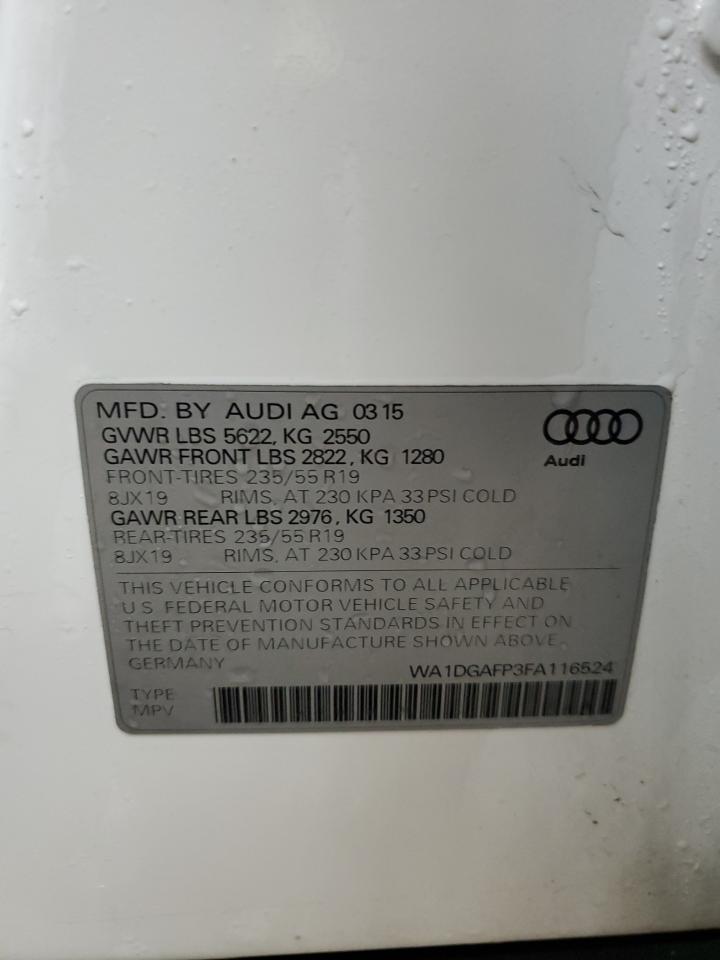 MFD. BY AUDI AG 03 15
GVWR LBS 5622, KG 2550
GAWR FRONT LBS 2822, KG 1280
FRONT-TIRES 235/55 R19
8JX19 RIMS, AT 230 KPA 33 PSI COLD
GAWR REAR LBS 2976, KG 1350
REAR-TIRES 235/55 R19
8JX19 RIMS, AT 230 KPA 33 PSI COLD
Audi
THIS VEHICLE CONFORMS TO ALL APPLICABLE
U.S. FEDERAL MOTOR VEHICLE SAFETY AND
THEFT PREVENTION STANDARDS IN EFFECT ON
THE DATE OF MANUFACTURE SHOWN ABOVE.
GERMANY WA1DGAFP3FA116524
TYPE
MPV